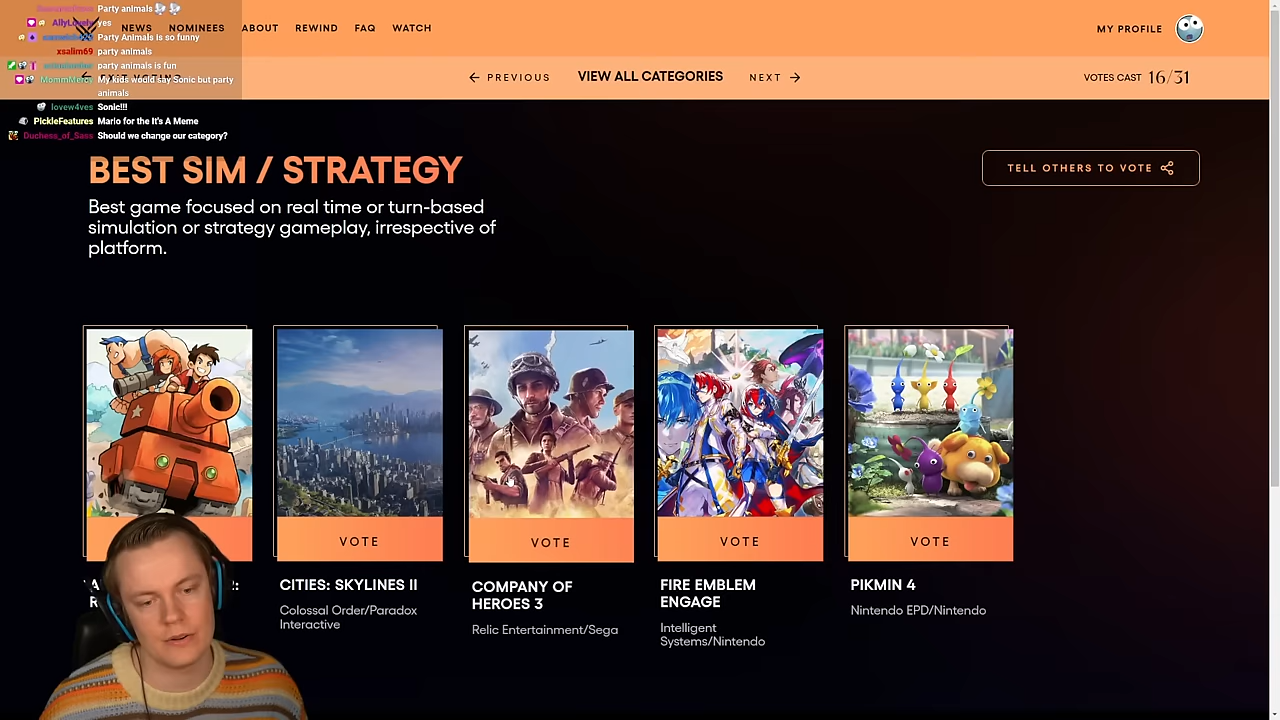 Party animals
AllyLovely yes
NEWS NOMINEES ABOUT REWIND FAQ WATCH
MY PROFILE
Party Animals is so funny
xsalim69 party animals
party animals is fun
MommMercy My kids would say Sonic but party
animals
PREVIOUS VIEW ALL CATEGORIES NEXT
VOTES CAST 16/31
lovew4ves Sonic!!!
PickleFeatures Mario for the It's A Meme
Duchess_of_Sass Should we change our category?
BEST SIM / STRATEGY
TELL OTHERS TO VOTE
Best game focused on real time or turn-based
simulation or strategy gameplay, irrespective of
platform.
VOTE
VOTE
VOTE
VOTE
CITIES: SKYLINES II
Colossal Order/Paradox
Interactive
COMPANY OF
HEROES 3
Relic Entertainment/Sega
FIRE EMBLEM
ENGAGE
Intelligent
Systems/Nintendo
PIKMIN 4
Nintendo EPD/Nintendo